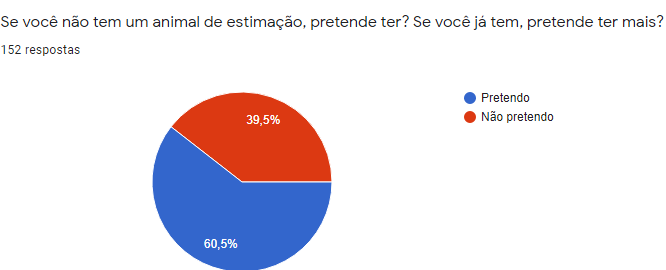 Se você não tem um animal de estimação, pretende ter? Se você já tem, pretende ter mais?
152 respostas
Pretendo
Não pretendo
39,5%
60,5%